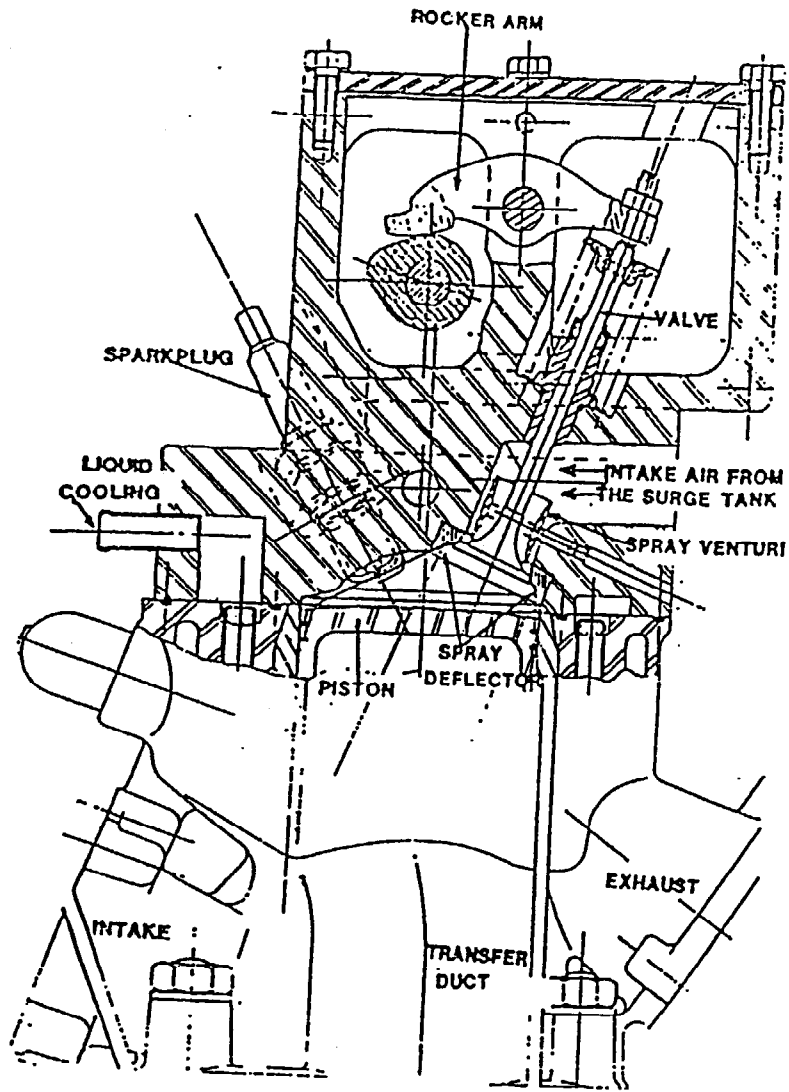 ROCKER ARM
VALVE
SPARKPLUG
LIQUID
COOLING
INTAKE AIR FROM
THE SURGE TANK
SPRAY VENTURI
SPRAY
DEFLECTOR
PISTON
EXHAUST
INTAKE
TRANSFER
DUCT